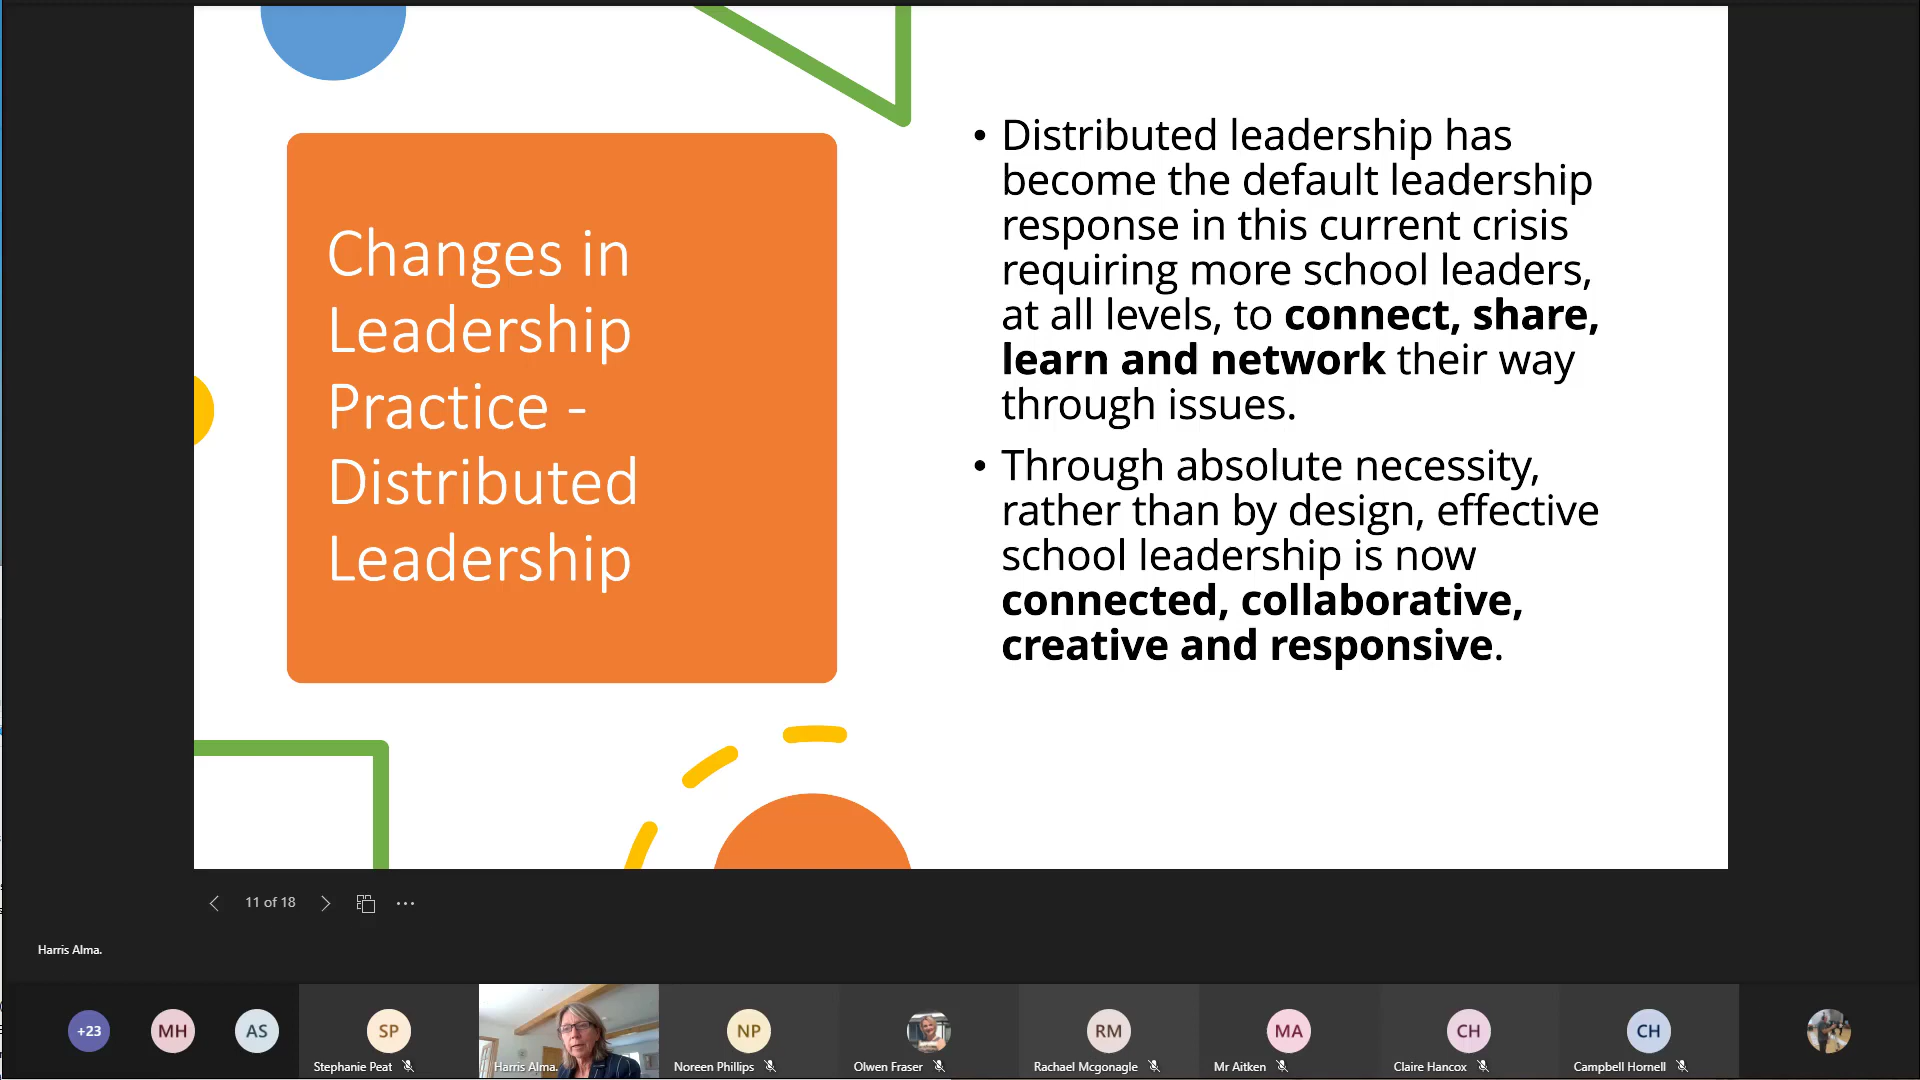 Changes in
Leadership
Practice -
Distributed
Leadership
• Distributed leadership has
become the default leadership
response in this current crisis
requiring more school leaders,
at all levels, to connect, share,
learn and network their way
through issues.
• Through absolute necessity,
rather than by design, effective
school leadership is now
connected, collaborative,
creative and responsive.
11 of 18
Harris Alma.
+23
MH
AS
SP
Stephanie Peat
Harris Alma.
NP
Noreen Phillips
Olwen Fraser
RM
Rachael Mcgonagle
MA
Mr Aitken
CH
Claire Hancox
CH
Campbell Hornell